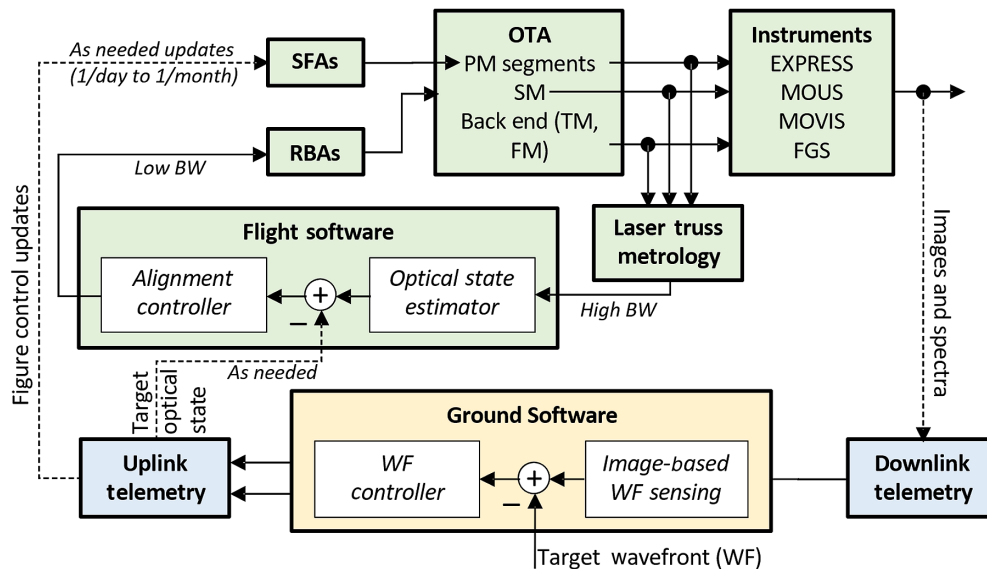 As needed updates
(1/day to 1/month)
SFAs
OTA
PM segments
SM
Back end (TM,
FM)
Instruments
EXPRESS
MOUS
MOVIS
FGS
Low BW
RBAs
Laser truss
metrology
Flight software
Alignment
controller
+
−
Optical state
estimator
High BW
Figure control updates
Images and spectra
As needed
Target
optical
state
Ground Software
Uplink
telemetry
WF
controller
+
−
Image-based
WF sensing
Downlink
telemetry
Target wavefront (WF)